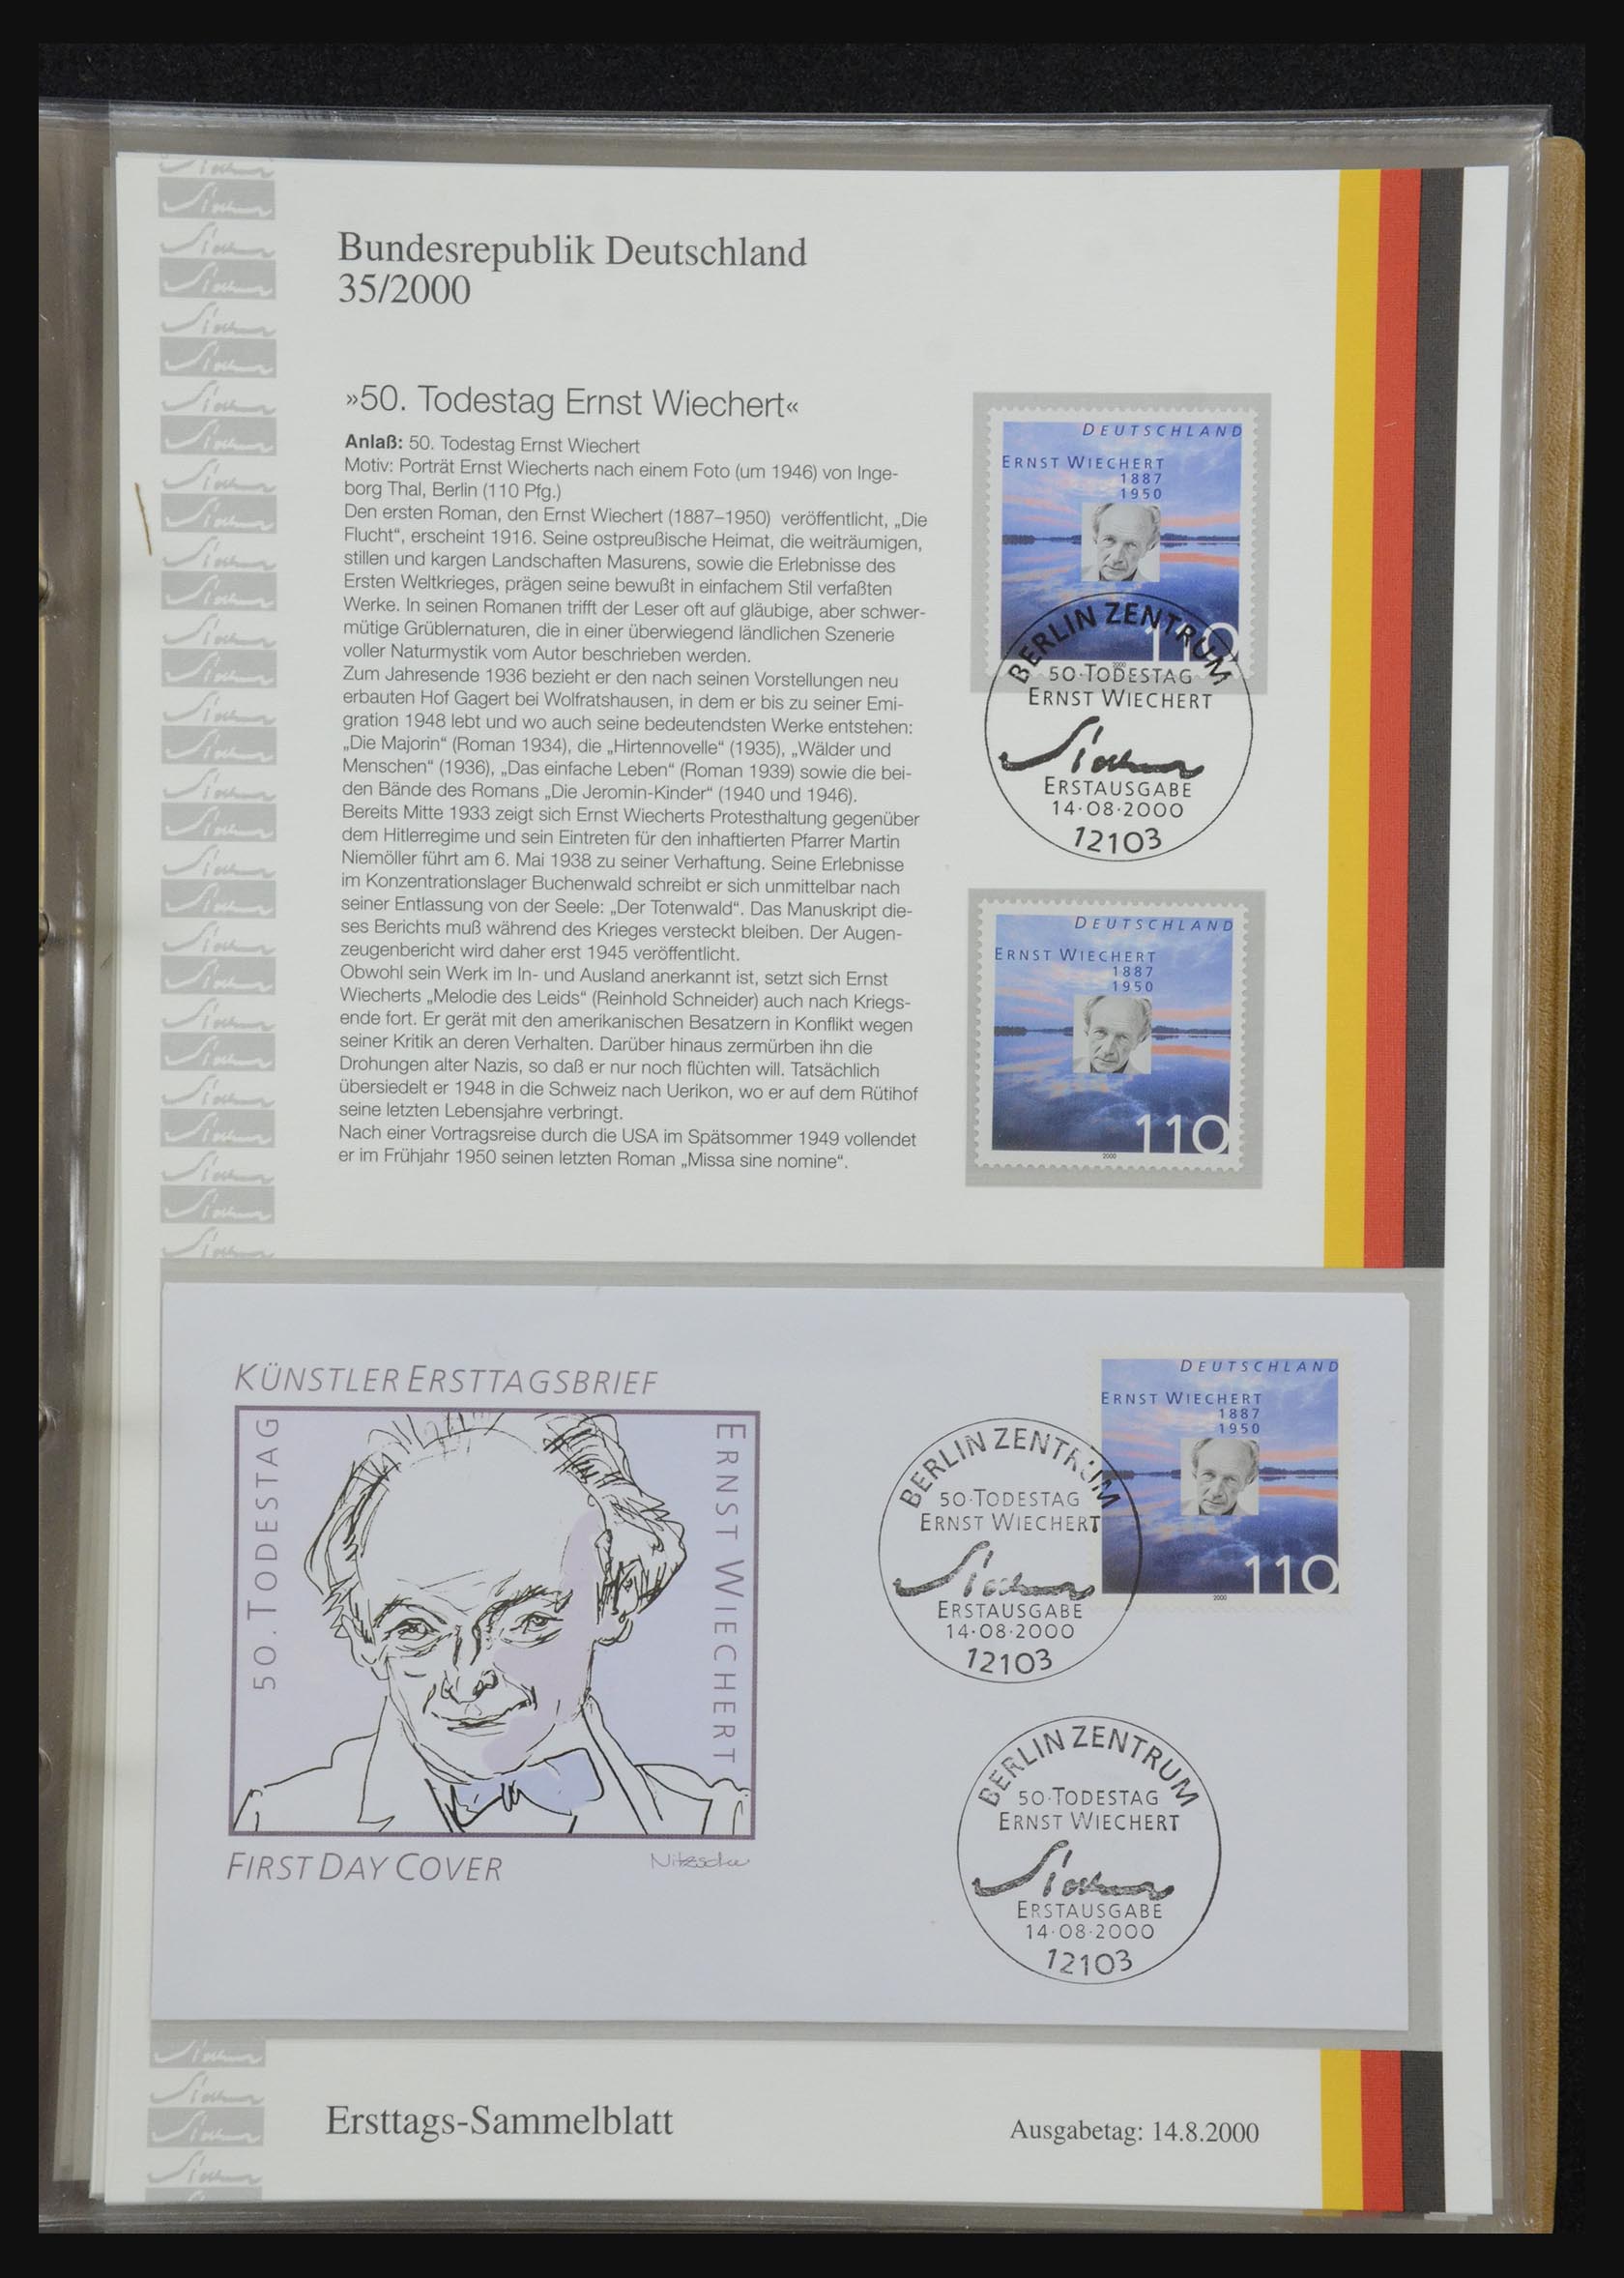 Bundesrepublik Deutschland
35/2000
»50. Todestag Ernst Wiechert«
Anlaß: 50. Todestag Ernst Wiechert
Motiv: Porträt Ernst Wiecherts nach einem Foto (um 1946) von Inge-
borg Thal, Berlin (110 Pfg.)
Den ersten Roman, den Ernst Wiechert (1887–1950) veröffentlicht, „Die
Flucht“, erscheint 1916. Seine ostpreußische Heimat, die weiträumigen,
stillen und kargen Landschaften Masurens, sowie die Erlebnisse des
Ersten Weltkrieges, prägen seine bewußt in einfachem Stil verfaßten
Werke. In seinen Romanen trifft der Leser oft auf gläubige, aber schwer-
mütige Grüblernaturen, die in einer überwiegend ländlichen Szenerie
voller Naturmystik vom Autor beschrieben werden.
Zum Jahresende 1936 bezieht er den nach seinen Vorstellungen neu
erbauten Hof Gagert bei Wolfratshausen, in dem er bis zu seiner Emi-
gration 1948 lebt und wo auch seine bedeutendsten Werke entstehen:
„Die Majorin“ (Roman 1934), die „Hirtennovelle“ (1935), „Wälder und
Menschen“ (1936), „Das einfache Leben“ (Roman 1939) sowie die bei-
den Bände des Romans „Die Jeromin-Kinder“ (1940 und 1946).
Bereits Mitte 1933 zeigt sich Ernst Wiecherts Protesthaltung gegenüber
dem Hitlerregime und sein Eintreten für den inhaftierten Pfarrer Martin
Niemöller führt am 6. Mai 1938 zu seiner Verhaftung. Seine Erlebnisse
im Konzentrationslager Buchenwald schreibt er sich unmittelbar nach
seiner Entlassung von der Seele: „Der Totenwald“. Das Manuskript die-
ses Berichts muß während des Krieges versteckt bleiben. Der Augen-
zeugenbericht wird daher erst 1945 veröffentlicht.
Obwohl sein Werk im In- und Ausland anerkannt ist, setzt sich Ernst
Wiecherts „Melodie des Leids“ (Reinhold Schneider) auch nach Kriegs-
ende fort. Er gerät mit den amerikanischen Besatzern in Konflikt wegen
seiner Kritik an deren Verhalten. Darüber hinaus zermürben ihn die
Drohungen alter Nazis, so daß er nur noch flüchten will. Tatsächlich
übersiedelt er 1948 in die Schweiz nach Uerikon, wo er auf dem Rütihof
seine letzten Lebensjahre verbringt.
Nach einer Vortragsreise durch die USA im Spätsommer 1949 vollendet
er im Frühjahr 1950 seinen letzten Roman „Missa sine nomine“.
DEUTSCHLAND
ERNST WIECHERT
1887
1950
110
2000
BERLIN ZENTRUM
50·TODESTAG
ERNST WIECHERT
ERSTAUSGABE
14·08·2000
12103
DEUTSCHLAND
ERNST WIECHERT
1887
1950
110
2000
KÜNSTLER ERSTTAGSBRIEF
50. TODESTAG
ERNST WIECHERT
FIRST DAY COVER
Nitzsche
DEUTSCHLAND
ERNST WIECHERT
1887
1950
110
2000
BERLIN ZENTRUM
50·TODESTAG
ERNST WIECHERT
ERSTAUSGABE
14·08·2000
12103
BERLIN ZENTRUM
50·TODESTAG
ERNST WIECHERT
ERSTAUSGABE
14·08·2000
12103
Ersttags-Sammelblatt
Ausgabetag: 14.8.2000